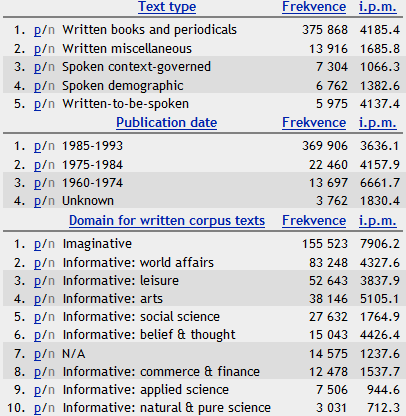 Text type Frekvence i.p.m.
1. p/n Written books and periodicals 375 868 4185.4
2. p/n Written miscellaneous 13 916 1685.8
3. p/n Spoken context-governed 7 304 1066.3
4. p/n Spoken demographic 6 762 1382.6
5. p/n Written-to-be-spoken 5 975 4137.4
Publication date Frekvence i.p.m.
1. p/n 1985-1993 369 906 3636.1
2. p/n 1975-1984 22 460 4157.9
3. p/n 1960-1974 13 697 6661.7
4. p/n Unknown 3 762 1830.4
Domain for written corpus texts Frekvence i.p.m.
1. p/n Imaginative 155 523 7906.2
2. p/n Informative: world affairs 83 248 4327.6
3. p/n Informative: leisure 52 643 3837.9
4. p/n Informative: arts 38 146 5105.1
5. p/n Informative: social science 27 632 1764.9
6. p/n Informative: belief & thought 15 043 4426.4
7. p/n N/A 14 575 1237.6
8. p/n Informative: commerce & finance 12 478 1537.7
9. p/n Informative: applied science 7 506 944.6
10. p/n Informative: natural & pure science 3 031 712.3